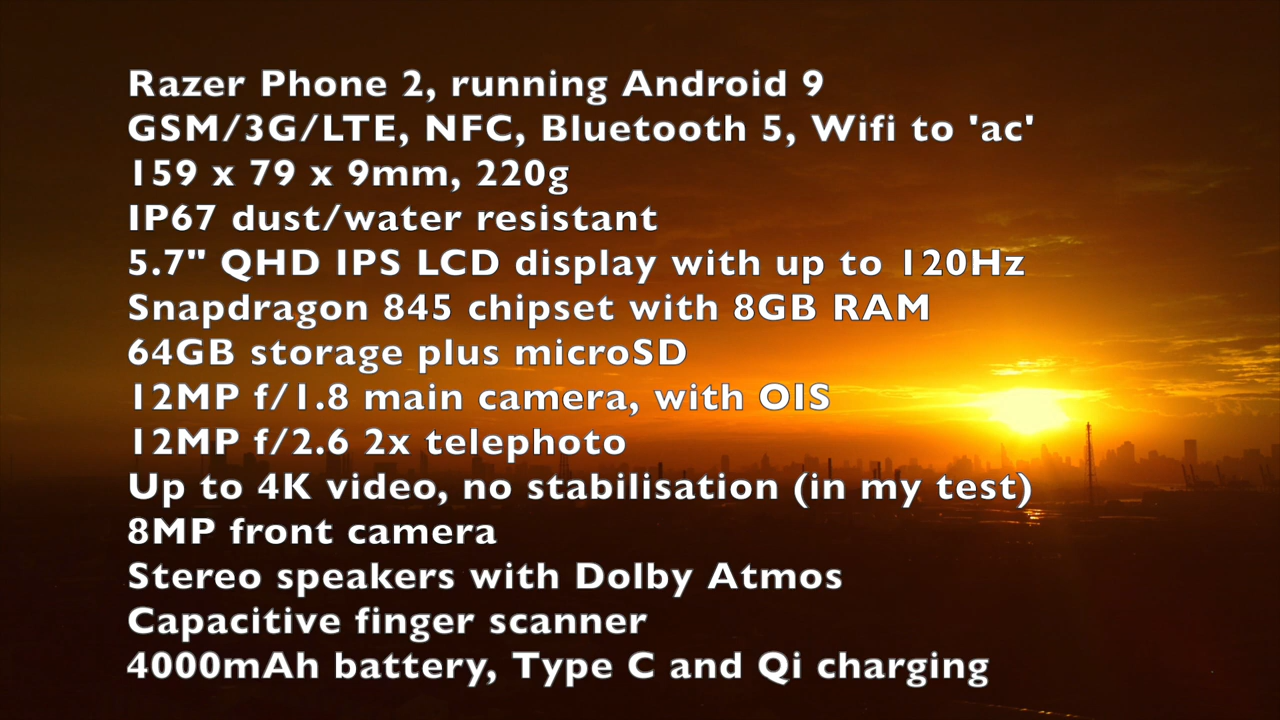 Razer Phone 2, running Android 9
GSM/3G/LTE, NFC, Bluetooth 5, Wifi to 'ac'
159 x 79 x 9mm, 220g
IP67 dust/water resistant
5.7" QHD IPS LCD display with up to 120Hz
Snapdragon 845 chipset with 8GB RAM
64GB storage plus microSD
12MP f/1.8 main camera, with OIS
12MP f/2.6 2x telephoto
Up to 4K video, no stabilisation (in my test)
8MP front camera
Stereo speakers with Dolby Atmos
Capacitive finger scanner
4000mAh battery, Type C and Qi charging